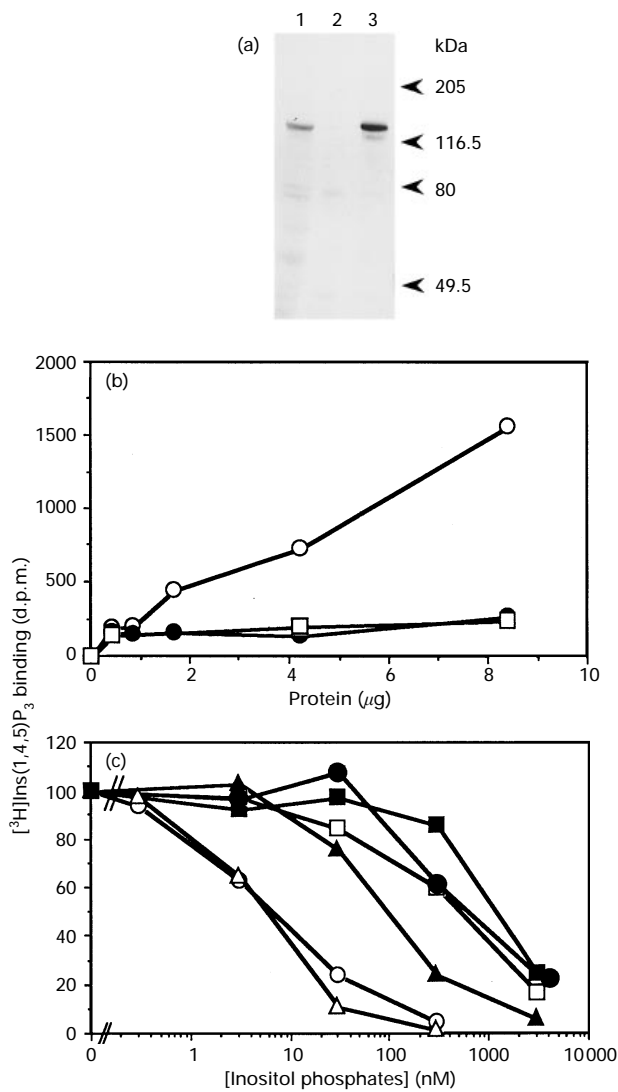 1 2 3
(a) kDa
205
116.5
80
49.5
2000
(b)
1500
1000
500
0
0 2 4 6 8 10
Protein (μg)
[³H]Ins(1,4,5)P₃ binding (d.p.m.)
120
(c)
100
80
60
40
20
0
0 1 10 100 1000 10000
[Inositol phosphates] (nM)